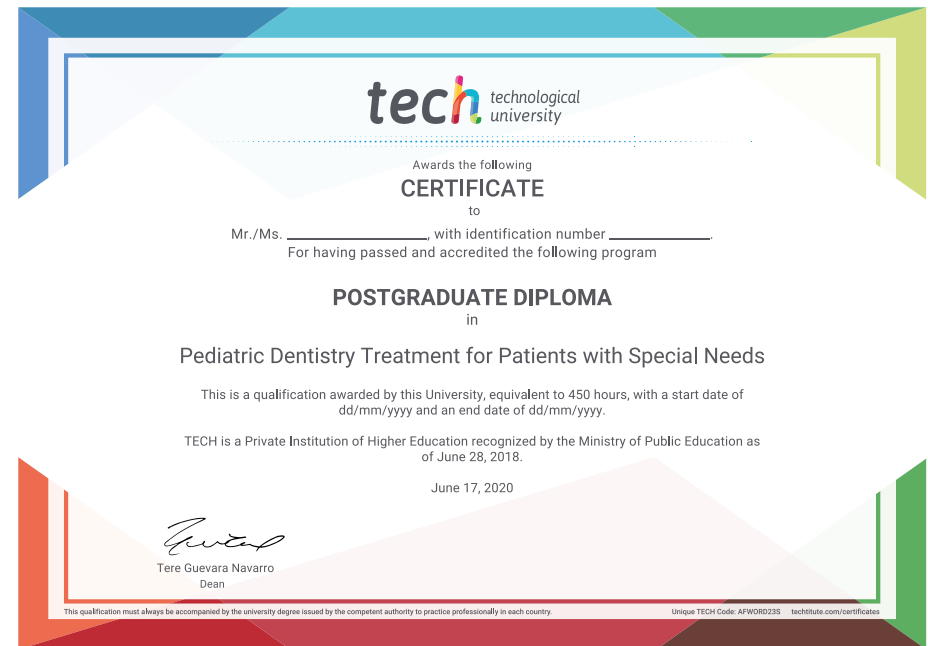 tech technological
university
Awards the following
CERTIFICATE
to
Mr./Ms. ____________________, with identification number ______________.
For having passed and accredited the following program
POSTGRADUATE DIPLOMA
in
Pediatric Dentistry Treatment for Patients with Special Needs
This is a qualification awarded by this University, equivalent to 450 hours, with a start date of
dd/mm/yyyy and an end date of dd/mm/yyyy.
TECH is a Private Institution of Higher Education recognized by the Ministry of Public Education as
of June 28, 2018.
June 17, 2020
Tere Guevara Navarro
Dean
This qualification must always be accompanied by the university degree issued by the competent authority to practice professionally in each country. Unique TECH Code: AFWORD23S techtitute.com/certificates